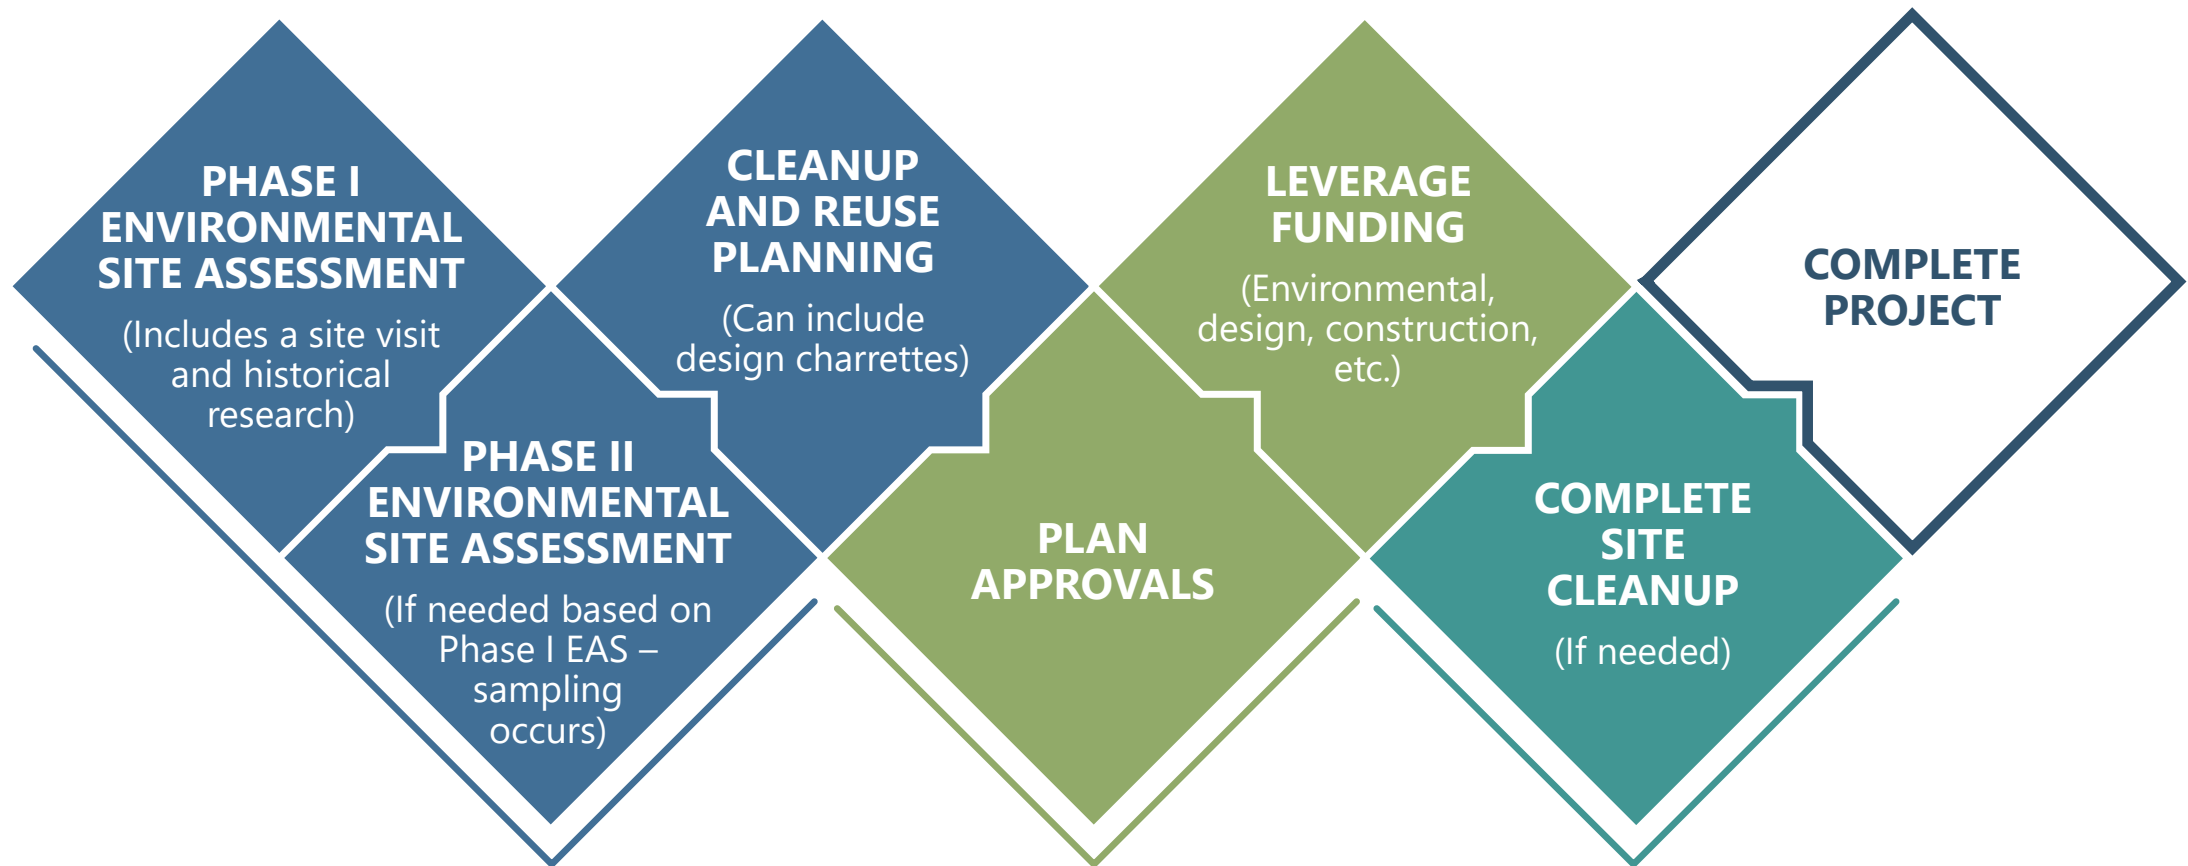 PHASE I
ENVIRONMENTAL
SITE ASSESSMENT
(Includes a site visit
and historical
research)
PHASE II
ENVIRONMENTAL
SITE ASSESSMENT
(If needed based on
Phase I EAS –
sampling
occurs)
CLEANUP
AND REUSE
PLANNING
(Can include
design charrettes)
PLAN
APPROVALS
LEVERAGE
FUNDING
(Environmental,
design, construction,
etc.)
COMPLETE
SITE
CLEANUP
(If needed)
COMPLETE
PROJECT